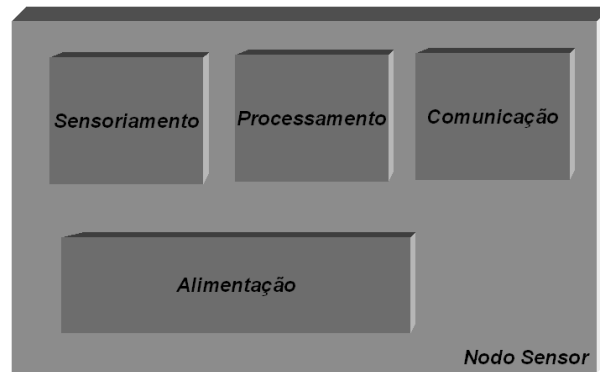 Sensoriamento
Processamento
Comunicação
Alimentação
Nodo Sensor